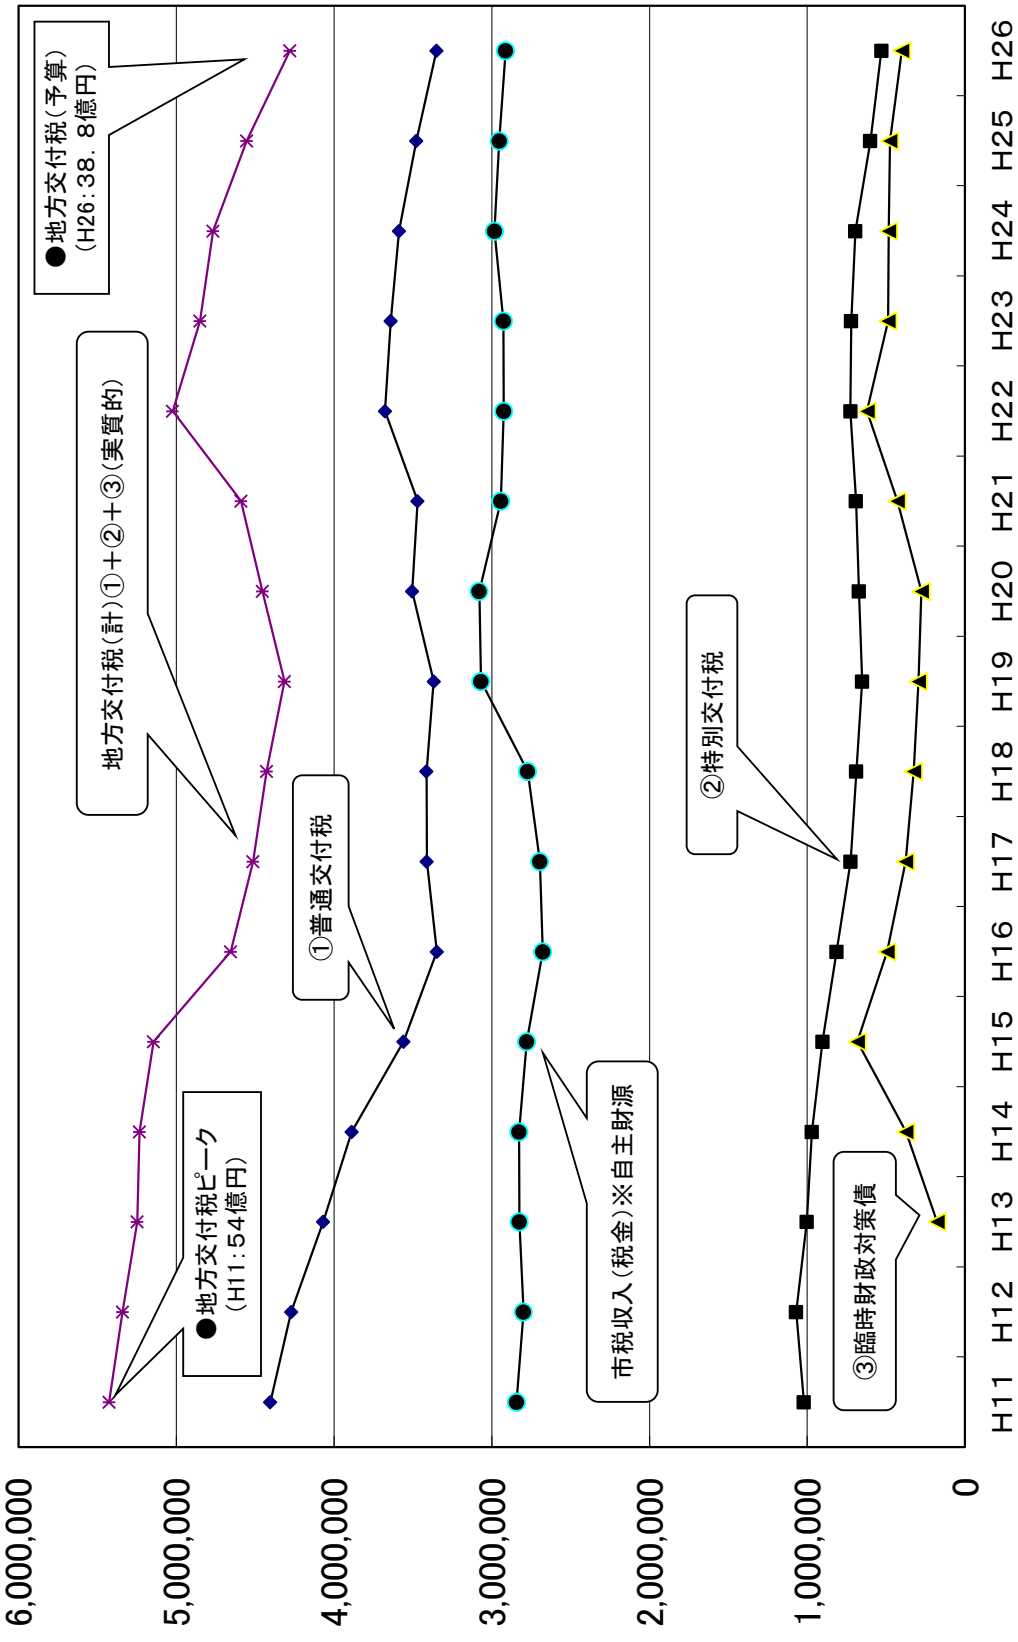 6,000,000
5,000,000
4,000,000
3,000,000
2,000,000
1,000,000
0
●地方交付税ピーク
(H11:54億円)
地方交付税(計)①+②+③(実質的)
●地方交付税(予算)
(H26:38.8億円)
①普通交付税
市税収入(税金)※自主財源
②特別交付税
③臨時財政対策債
H11 H12 H13 H14 H15 H16 H17 H18 H19 H20 H21 H22 H23 H24 H25 H26